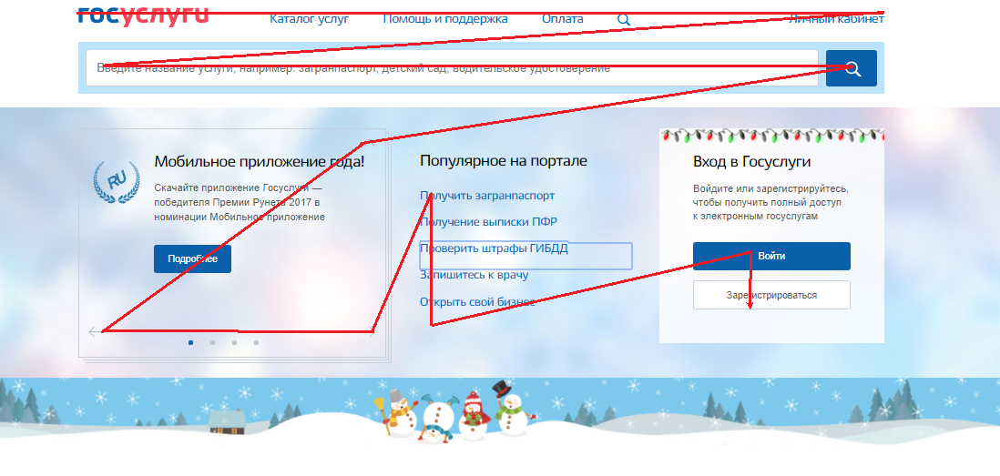 госуслуги
Каталог услуг Помощь и поддержка Оплата Личный кабинет
Введите название услуги, например: загранпаспорт, детский сад, водительское удостоверение
RU
Мобильное приложение года!
Скачайте приложение Госуслуги —
победителя Премии Рунета 2017 в
номинации Мобильное приложение
Подробнее
Популярное на портале
Получить загранпаспорт
Получение выписки ПФР
Проверить штрафы ГИБДД
Запишитесь к врачу
Открыть свой бизнес
Вход в Госуслуги
Войдите или зарегистрируйтесь,
чтобы получить полный доступ
к электронным госуслугам
Войти
Зарегистрироваться